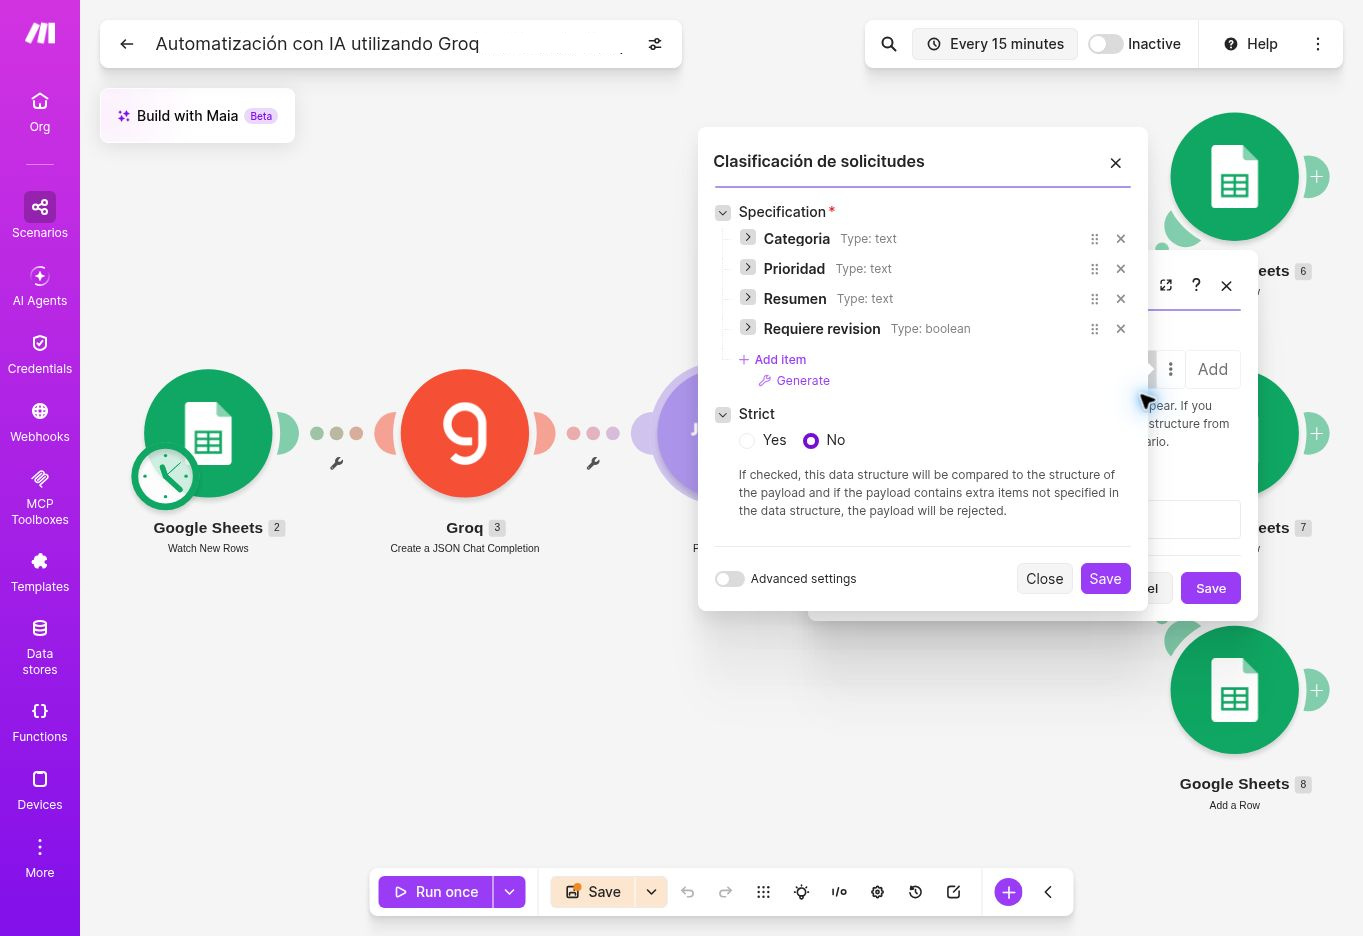 Automatización con IA utilizando Groq
Every 15 minutes
Inactive
Help
Build with Maia Beta
Org
Scenarios
AI Agents
Credentials
Webhooks
MCP
Toolboxes
Templates
Data
stores
Functions
Devices
More
Google Sheets 2
Watch New Rows
Groq 3
Create a JSON Chat Completion
Clasificación de solicitudes
Specification *
Categoria Type: text
Prioridad Type: text
Resumen Type: text
Requiere revision Type: boolean
Add item
Generate
Strict
Yes No
If checked, this data structure will be compared to the structure of
the payload and if the payload contains extra items not specified in
the data structure, the payload will be rejected.
Advanced settings
Close Save
eets 6
Add
pear. If you
structure from
ario.
eets 7
el Save
Google Sheets 8
Add a Row
Run once
Save